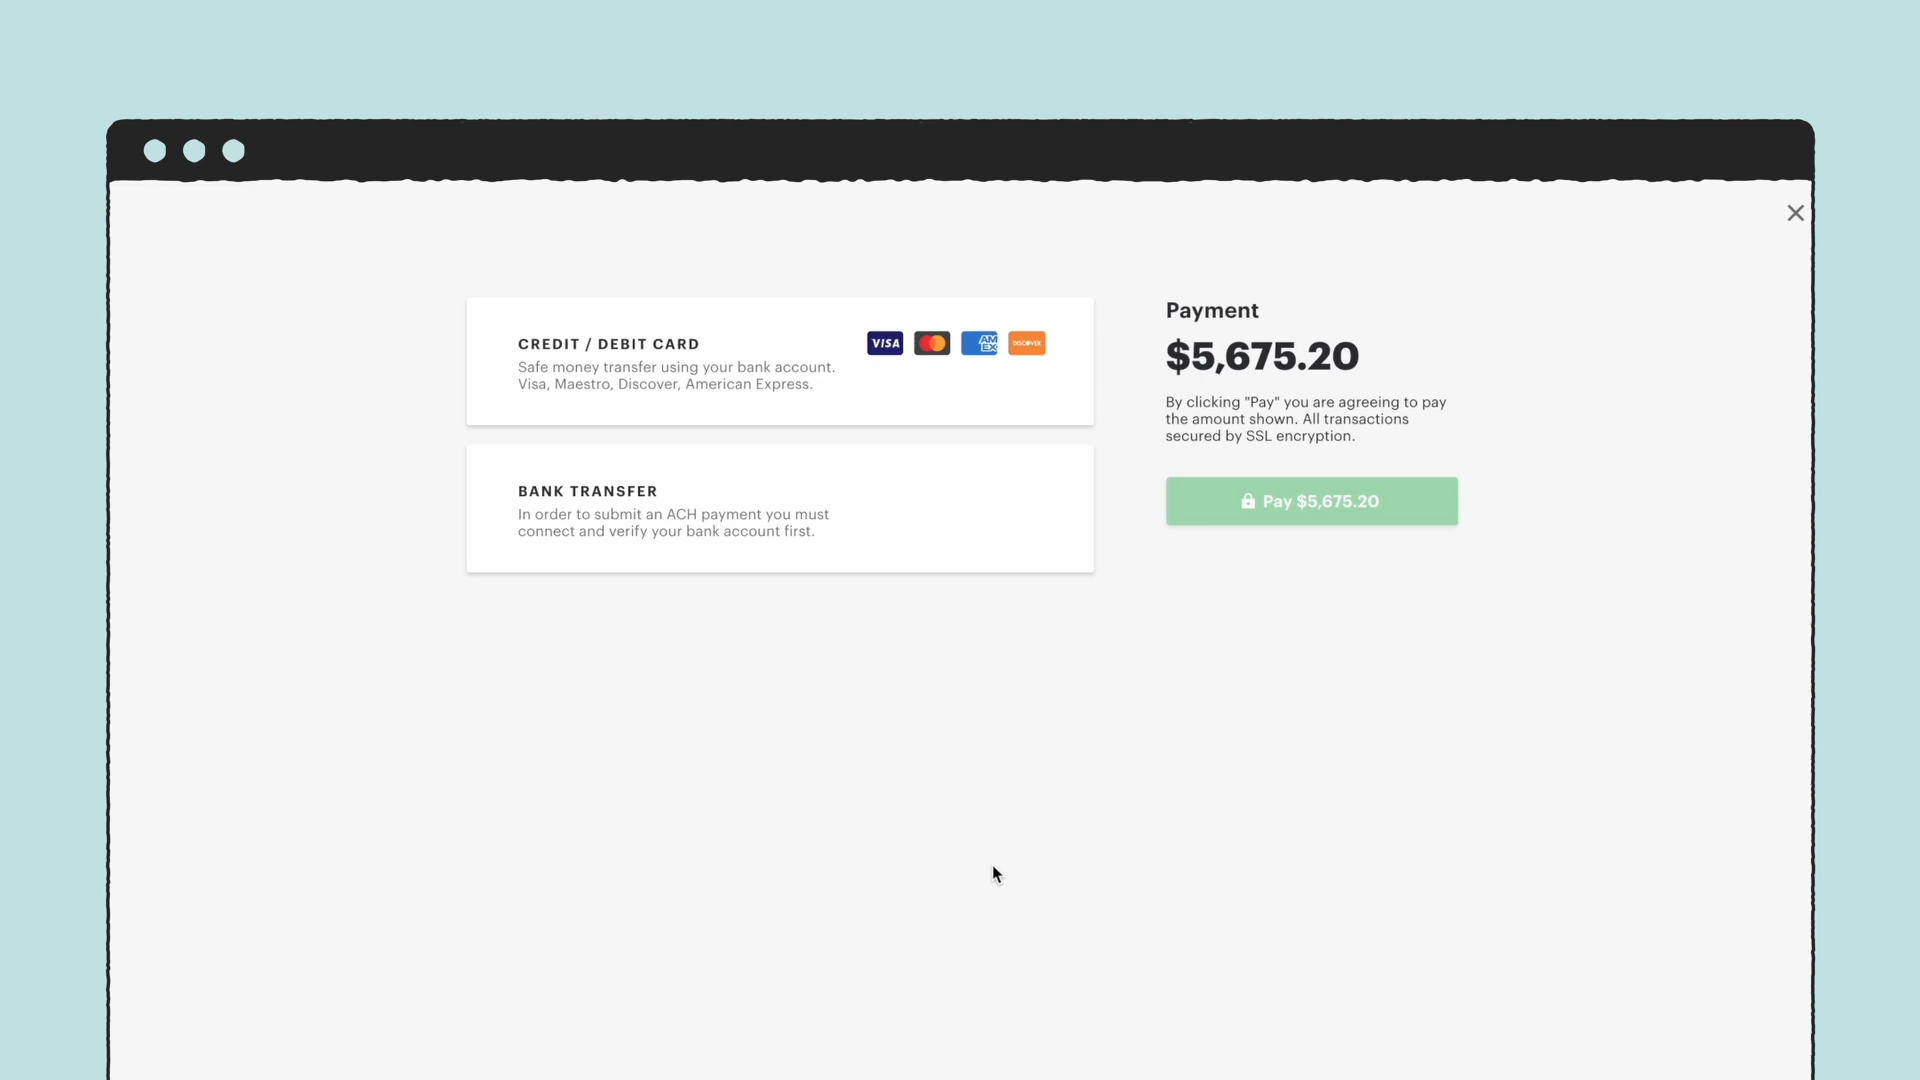 CREDIT / DEBIT CARD
VISA
AM
EX
DISCOVER
Safe money transfer using your bank account.
Visa, Maestro, Discover, American Express.
BANK TRANSFER
In order to submit an ACH payment you must
connect and verify your bank account first.
Payment
$5,675.20
By clicking "Pay" you are agreeing to pay
the amount shown. All transactions
secured by SSL encryption.
Pay $5,675.20